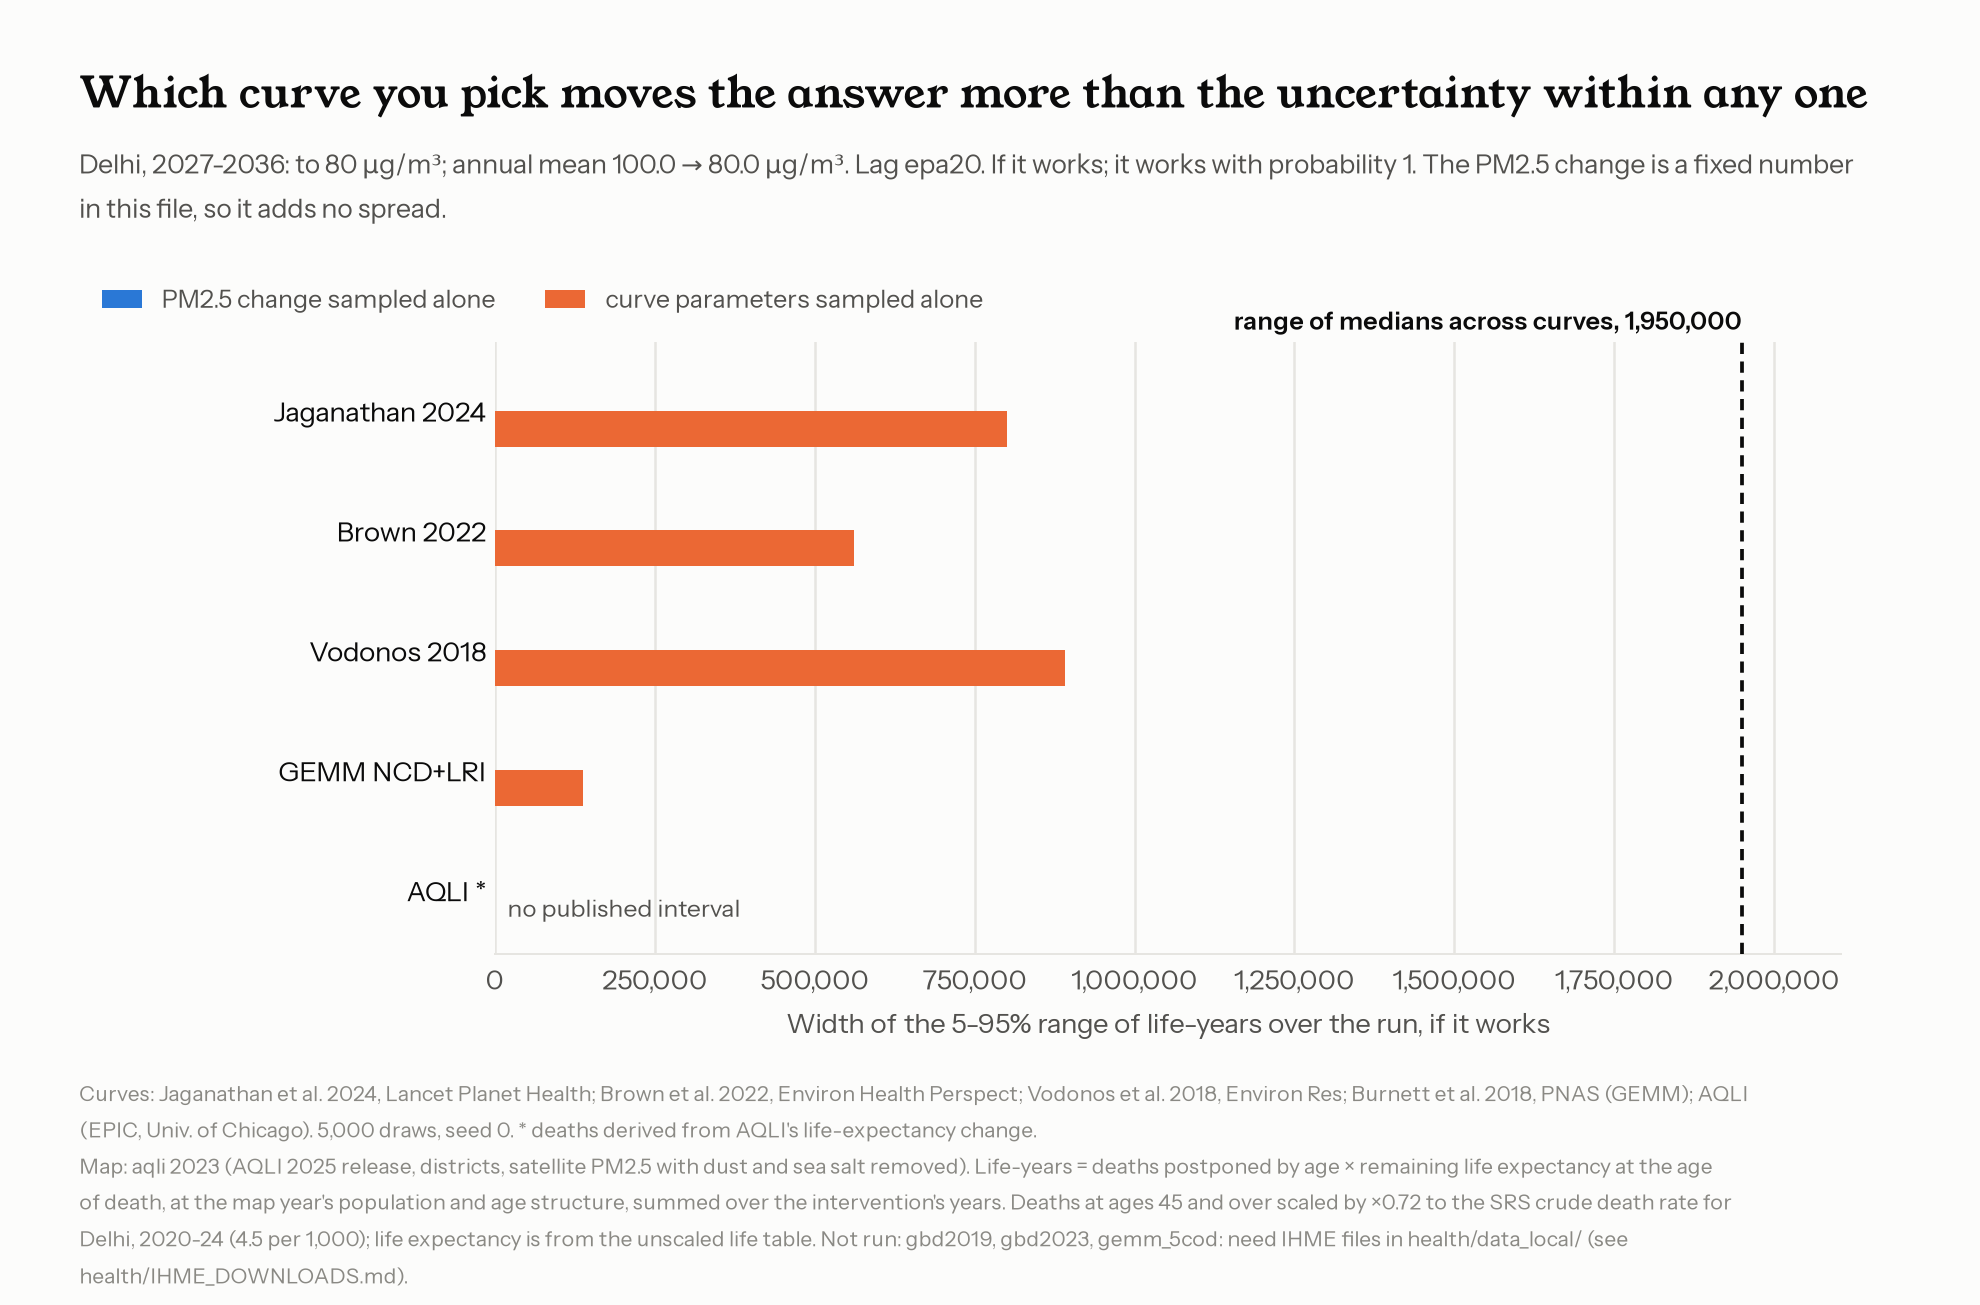 Which curve you pick moves the answer more than the uncertainty within any one
Delhi, 2027-2036: to 80 µg/m³; annual mean 100.0 → 80.0 µg/m³. Lag epa20. If it works; it works with probability 1. The PM2.5 change is a fixed number
in this file, so it adds no spread.
PM2.5 change sampled alone
curve parameters sampled alone
range of medians across curves, 1,950,000
Jaganathan 2024
Brown 2022
Vodonos 2018
GEMM NCD+LRI
AQLI *
no published interval
0 250,000 500,000 750,000 1,000,000 1,250,000 1,500,000 1,750,000 2,000,000
Width of the 5–95% range of life-years over the run, if it works
Curves: Jaganathan et al. 2024, Lancet Planet Health; Brown et al. 2022, Environ Health Perspect; Vodonos et al. 2018, Environ Res; Burnett et al. 2018, PNAS (GEMM); AQLI
(EPIC, Univ. of Chicago). 5,000 draws, seed 0. * deaths derived from AQLI's life-expectancy change.
Map: aqli 2023 (AQLI 2025 release, districts, satellite PM2.5 with dust and sea salt removed). Life-years = deaths postponed by age × remaining life expectancy at the age
of death, at the map year's population and age structure, summed over the intervention's years. Deaths at ages 45 and over scaled by ×0.72 to the SRS crude death rate for
Delhi, 2020-24 (4.5 per 1,000); life expectancy is from the unscaled life table. Not run: gbd2019, gbd2023, gemm_5cod: need IHME files in health/data_local/ (see
health/IHME_DOWNLOADS.md).